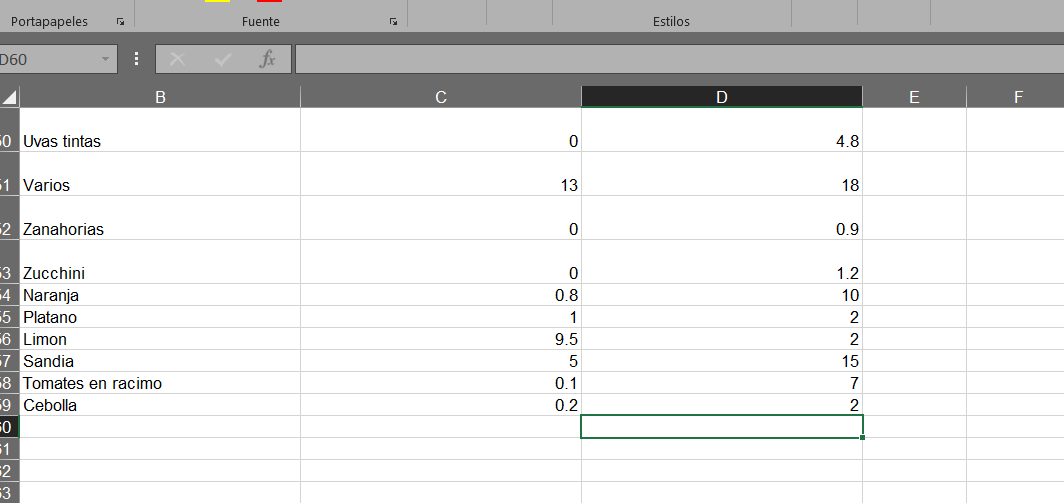 Portapapeles Fuente Estilos
D60 fx
B C D E F
50 Uvas tintas 0 4.8
51 Varios 13 18
52 Zanahorias 0 0.9
53 Zucchini 0 1.2
54 Naranja 0.8 10
55 Platano 1 2
56 Limon 9.5 2
57 Sandia 5 15
58 Tomates en racimo 0.1 7
59 Cebolla 0.2 2
60
61
62
63